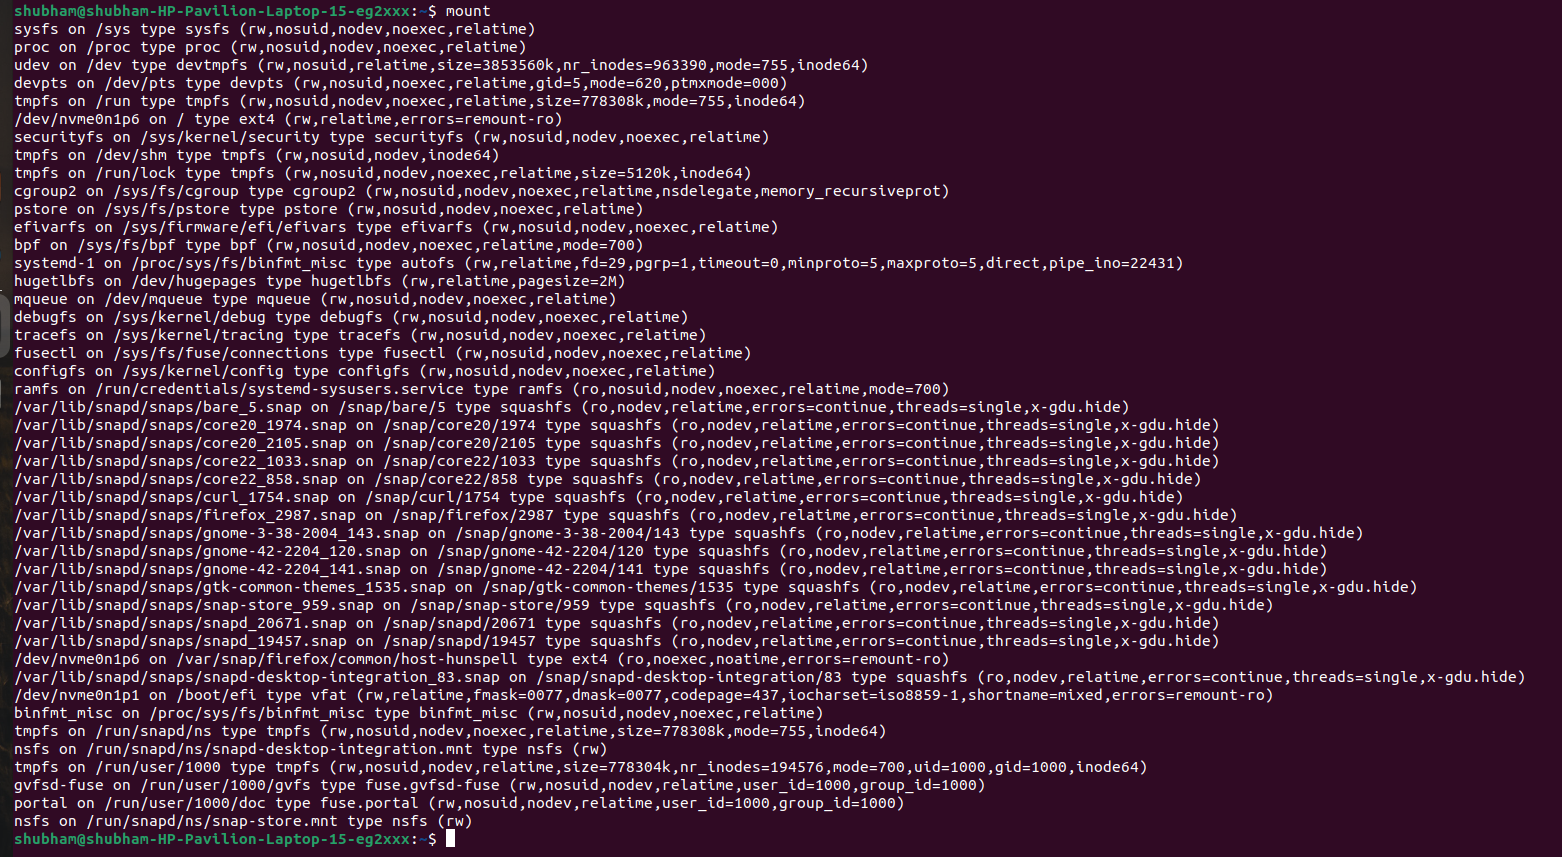 shubham@shubham-HP-Pavilion-Laptop-15-eg2xxx:~$ mount
sysfs on /sys type sysfs (rw,nosuid,nodev,noexec,relatime)
proc on /proc type proc (rw,nosuid,nodev,noexec,relatime)
udev on /dev type devtmpfs (rw,nosuid,relatime,size=3853560k,nr_inodes=963390,mode=755,inode64)
devpts on /dev/pts type devpts (rw,nosuid,noexec,relatime,gid=5,mode=620,ptmxmode=000)
tmpfs on /run type tmpfs (rw,nosuid,nodev,noexec,relatime,size=778308k,mode=755,inode64)
/dev/nvme0n1p6 on / type ext4 (rw,relatime,errors=remount-ro)
securityfs on /sys/kernel/security type securityfs (rw,nosuid,nodev,noexec,relatime)
tmpfs on /dev/shm type tmpfs (rw,nosuid,nodev,inode64)
tmpfs on /run/lock type tmpfs (rw,nosuid,nodev,noexec,relatime,size=5120k,inode64)
cgroup2 on /sys/fs/cgroup type cgroup2 (rw,nosuid,nodev,noexec,relatime,nsdelegate,memory_recursiveprot)
pstore on /sys/fs/pstore type pstore (rw,nosuid,nodev,noexec,relatime)
efivarfs on /sys/firmware/efi/efivars type efivarfs (rw,nosuid,nodev,noexec,relatime)
bpf on /sys/fs/bpf type bpf (rw,nosuid,nodev,noexec,relatime,mode=700)
systemd-1 on /proc/sys/fs/binfmt_misc type autofs (rw,relatime,fd=29,pgrp=1,timeout=0,minproto=5,maxproto=5,direct,pipe_ino=22431)
hugetlbfs on /dev/hugepages type hugetlbfs (rw,relatime,pagesize=2M)
mqueue on /dev/mqueue type mqueue (rw,nosuid,nodev,noexec,relatime)
debugfs on /sys/kernel/debug type debugfs (rw,nosuid,nodev,noexec,relatime)
tracefs on /sys/kernel/tracing type tracefs (rw,nosuid,nodev,noexec,relatime)
fusectl on /sys/fs/fuse/connections type fusectl (rw,nosuid,nodev,noexec,relatime)
configfs on /sys/kernel/config type configfs (rw,nosuid,nodev,noexec,relatime)
ramfs on /run/credentials/systemd-sysusers.service type ramfs (ro,nosuid,nodev,noexec,relatime,mode=700)
/var/lib/snapd/snaps/bare_5.snap on /snap/bare/5 type squashfs (ro,nodev,relatime,errors=continue,threads=single,x-gdu.hide)
/var/lib/snapd/snaps/core20_1974.snap on /snap/core20/1974 type squashfs (ro,nodev,relatime,errors=continue,threads=single,x-gdu.hide)
/var/lib/snapd/snaps/core20_2105.snap on /snap/core20/2105 type squashfs (ro,nodev,relatime,errors=continue,threads=single,x-gdu.hide)
/var/lib/snapd/snaps/core22_1033.snap on /snap/core22/1033 type squashfs (ro,nodev,relatime,errors=continue,threads=single,x-gdu.hide)
/var/lib/snapd/snaps/core22_858.snap on /snap/core22/858 type squashfs (ro,nodev,relatime,errors=continue,threads=single,x-gdu.hide)
/var/lib/snapd/snaps/curl_1754.snap on /snap/curl/1754 type squashfs (ro,nodev,relatime,errors=continue,threads=single,x-gdu.hide)
/var/lib/snapd/snaps/firefox_2987.snap on /snap/firefox/2987 type squashfs (ro,nodev,relatime,errors=continue,threads=single,x-gdu.hide)
/var/lib/snapd/snaps/gnome-3-38-2004_143.snap on /snap/gnome-3-38-2004/143 type squashfs (ro,nodev,relatime,errors=continue,threads=single,x-gdu.hide)
/var/lib/snapd/snaps/gnome-42-2204_120.snap on /snap/gnome-42-2204/120 type squashfs (ro,nodev,relatime,errors=continue,threads=single,x-gdu.hide)
/var/lib/snapd/snaps/gnome-42-2204_141.snap on /snap/gnome-42-2204/141 type squashfs (ro,nodev,relatime,errors=continue,threads=single,x-gdu.hide)
/var/lib/snapd/snaps/gtk-common-themes_1535.snap on /snap/gtk-common-themes/1535 type squashfs (ro,nodev,relatime,errors=continue,threads=single,x-gdu.hide)
/var/lib/snapd/snaps/snap-store_959.snap on /snap/snap-store/959 type squashfs (ro,nodev,relatime,errors=continue,threads=single,x-gdu.hide)
/var/lib/snapd/snaps/snapd_20671.snap on /snap/snapd/20671 type squashfs (ro,nodev,relatime,errors=continue,threads=single,x-gdu.hide)
/var/lib/snapd/snaps/snapd_19457.snap on /snap/snapd/19457 type squashfs (ro,nodev,relatime,errors=continue,threads=single,x-gdu.hide)
/dev/nvme0n1p6 on /var/snap/firefox/common/host-hunspell type ext4 (ro,noexec,noatime,errors=remount-ro)
/var/lib/snapd/snaps/snapd-desktop-integration_83.snap on /snap/snapd-desktop-integration/83 type squashfs (ro,nodev,relatime,errors=continue,threads=single,x-gdu.hide)
/dev/nvme0n1p1 on /boot/efi type vfat (rw,relatime,fmask=0077,dmask=0077,codepage=437,iocharset=iso8859-1,shortname=mixed,errors=remount-ro)
binfmt_misc on /proc/sys/fs/binfmt_misc type binfmt_misc (rw,nosuid,nodev,noexec,relatime)
tmpfs on /run/snapd/ns type tmpfs (rw,nosuid,nodev,noexec,relatime,size=778308k,mode=755,inode64)
nsfs on /run/snapd/ns/snapd-desktop-integration.mnt type nsfs (rw)
tmpfs on /run/user/1000 type tmpfs (rw,nosuid,nodev,relatime,size=778304k,nr_inodes=194576,mode=700,uid=1000,gid=1000,inode64)
gvfsd-fuse on /run/user/1000/gvfs type fuse.gvfsd-fuse (rw,nosuid,nodev,relatime,user_id=1000,group_id=1000)
portal on /run/user/1000/doc type fuse.portal (rw,nosuid,nodev,relatime,user_id=1000,group_id=1000)
nsfs on /run/snapd/ns/snap-store.mnt type nsfs (rw)
shubham@shubham-HP-Pavilion-Laptop-15-eg2xxx:~$